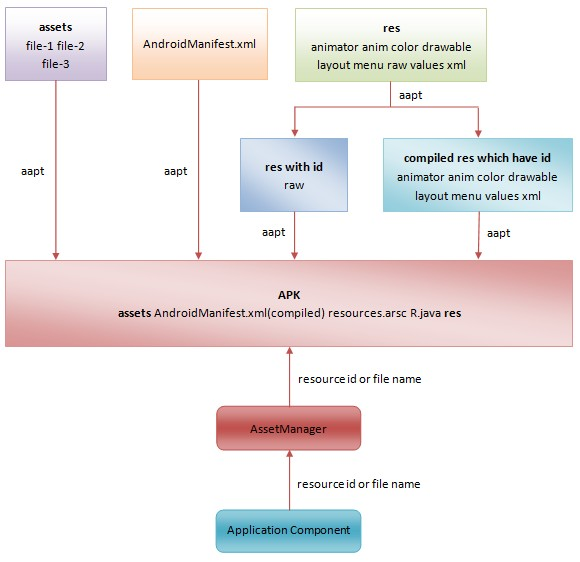 assets
file-1 file-2
file-3
AndroidManifest.xml
res
animator anim color drawable
layout menu raw values xml
aapt
res with id
raw
compiled res which have id
animator anim color drawable
layout menu values xml
aapt
aapt
aapt
aapt
APK
assets AndroidManifest.xml(compiled) resources.arsc R.java res
resource id or file name
AssetManager
resource id or file name
Application Component